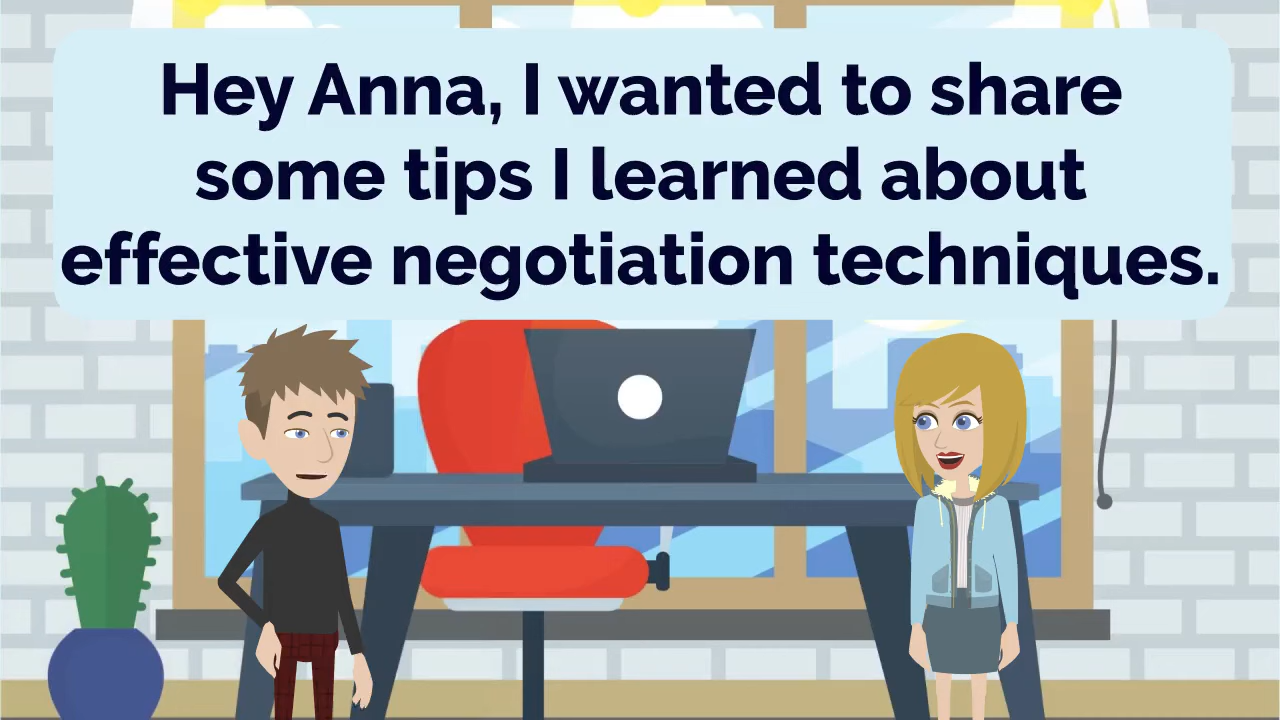 Hey Anna, I wanted to share
some tips I learned about
effective negotiation techniques.